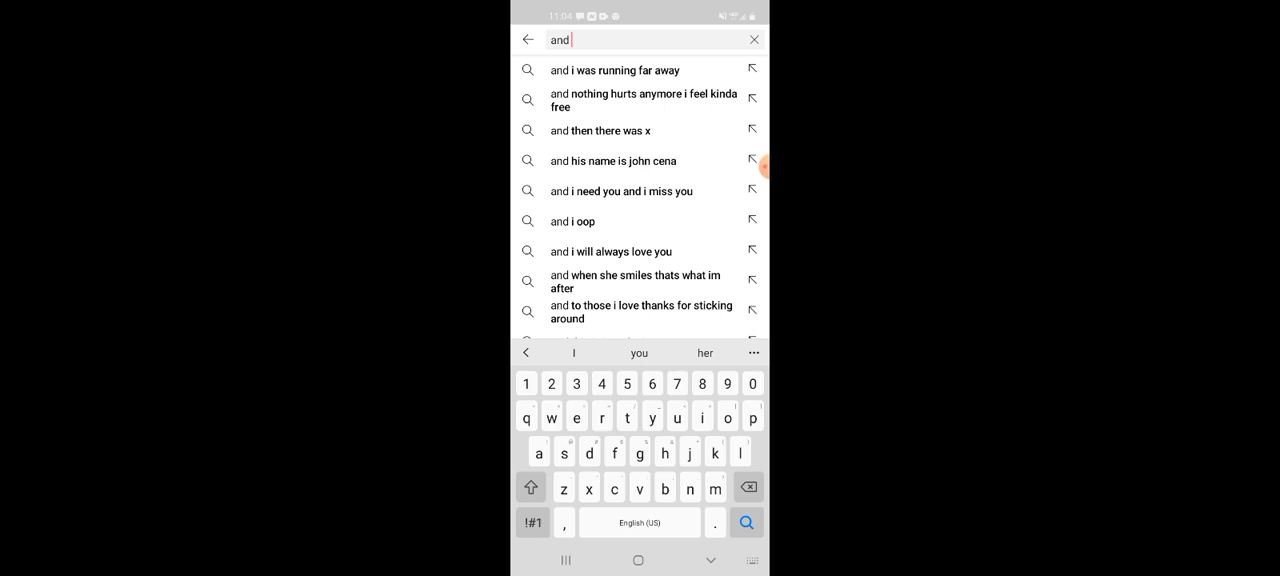 11:04
and
and i was running far away
and nothing hurts anymore i feel kinda
free
and then there was x
and his name is john cena
and i need you and i miss you
and i oop
and i will always love you
and when she smiles thats what im
after
and to those i love thanks for sticking
around
I you her
1 2 3 4 5 6 7 8 9 0
q w e r t y u i o p
a s d f g h j k l
z x c v b n m
!#1 , English (US) .